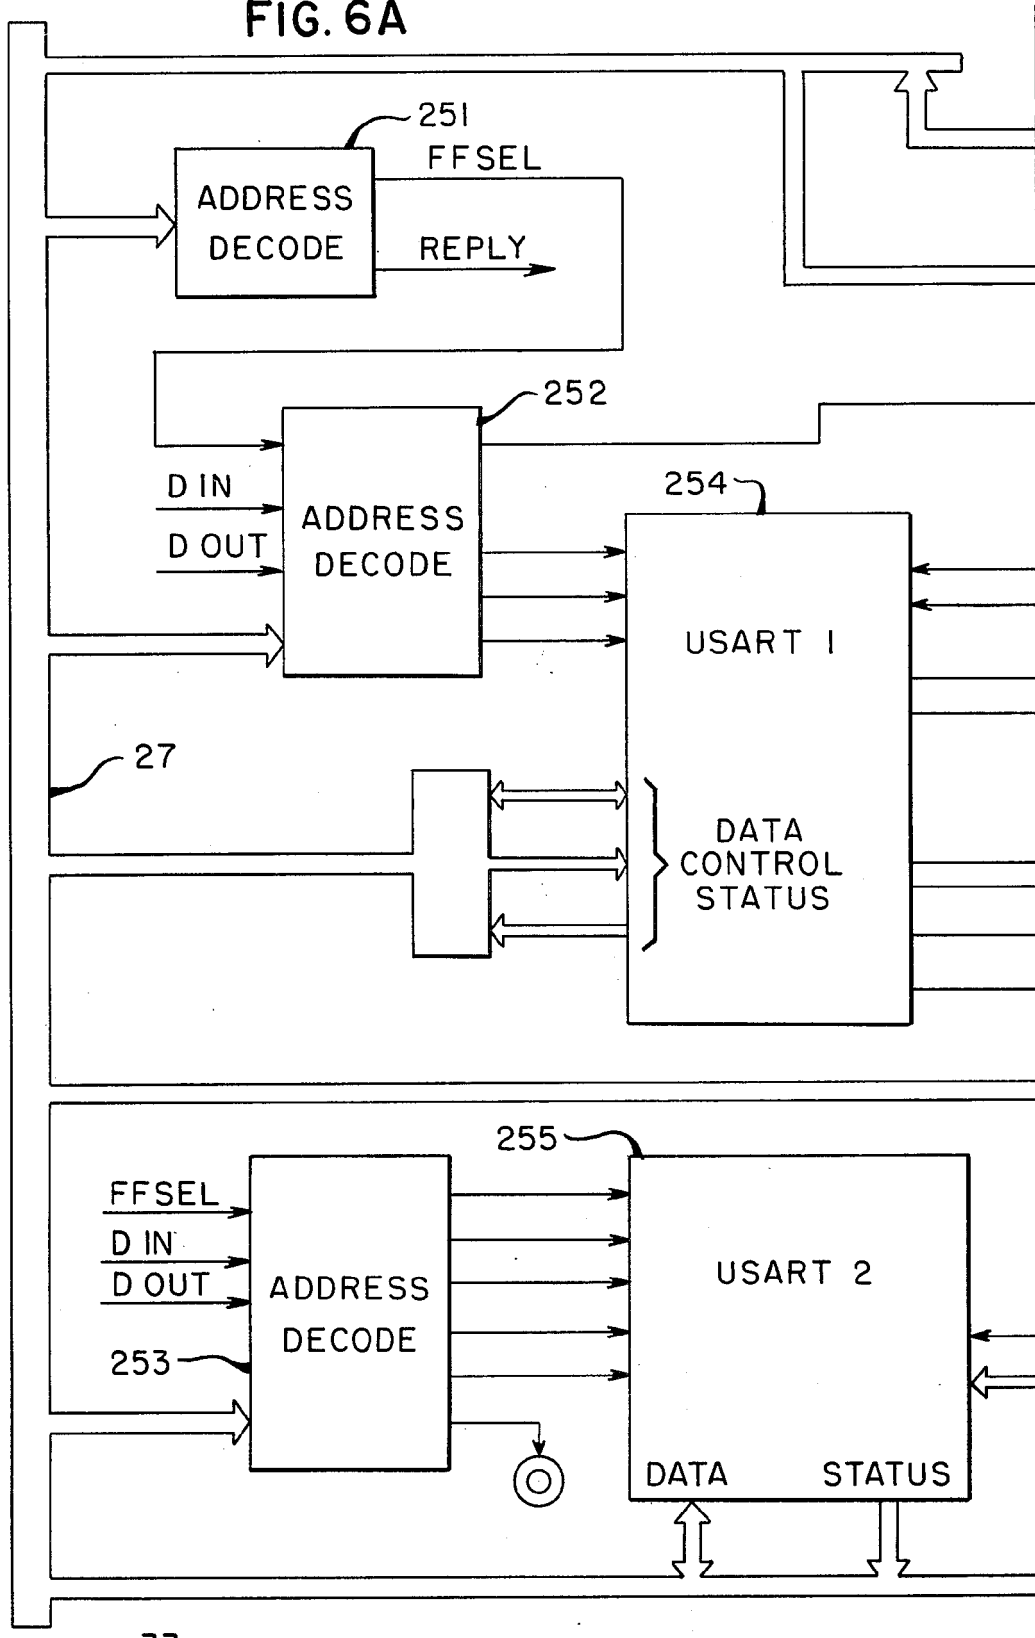 FIG. 6A
251
FFSEL
ADDRESS
DECODE
REPLY
252
D IN
D OUT
ADDRESS
DECODE
254
USART 1
27
DATA
CONTROL
STATUS
255
FFSEL
D IN
D OUT
ADDRESS
DECODE
253
USART 2
DATA
STATUS